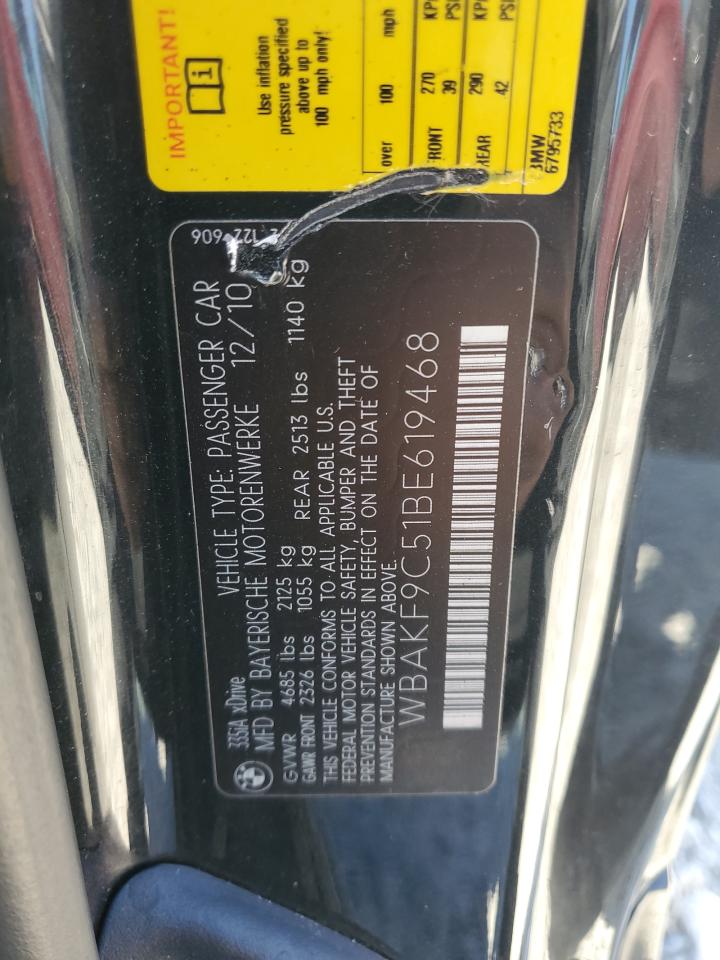 335iA xDrive VEHICLE TYPE: PASSENGER CAR
MFD BY BAYERISCHE MOTORENWERKE 12/10
GVWR 4685 lbs 2125 kg
GAWR FRONT 2326 lbs 1055 kg REAR 2513 lbs 1140 kg
THIS VEHICLE CONFORMS TO ALL APPLICABLE U.S.
FEDERAL MOTOR VEHICLE SAFETY, BUMPER AND THEFT
PREVENTION STANDARDS IN EFFECT ON THE DATE OF
MANUFACTURE SHOWN ABOVE.
WBAKF9C51BE619468
IMPORTANT!
Use inflation
pressure specified
above up to
100 mph only!
over 100 mph
FRONT 270
39
REAR 290
42
BMW
6795733